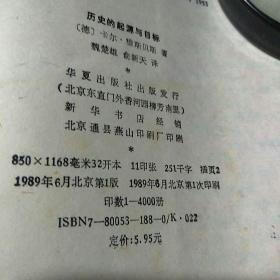 1993
历史的起源与目标
〔德〕卡尔·雅斯贝斯 著
魏楚雄 俞新天 译
*
华夏出版社出版发行
(北京东直门外香河园柳芳南里)
新华书店经销
北京通县燕山印刷厂印刷
*
850×1168毫米32开本 11印张 251千字 插页2
1989年6月北京第1版 1989年6月北京第1次印刷
印数1—4000册
ISBN7—80053—188—0/K·022
定价:5.95元